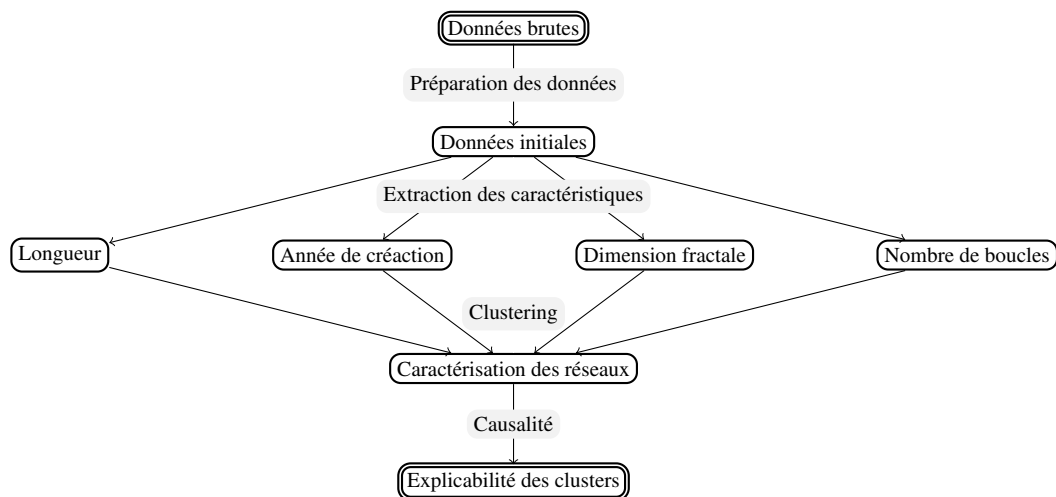 Données brutes
Préparation des données
Données initiales
Extraction des caractéristiques
Longueur
Année de création
Dimension fractale
Nombre de boucles
Clustering
Caractérisation des réseaux
Causalité
Explicabilité des clusters